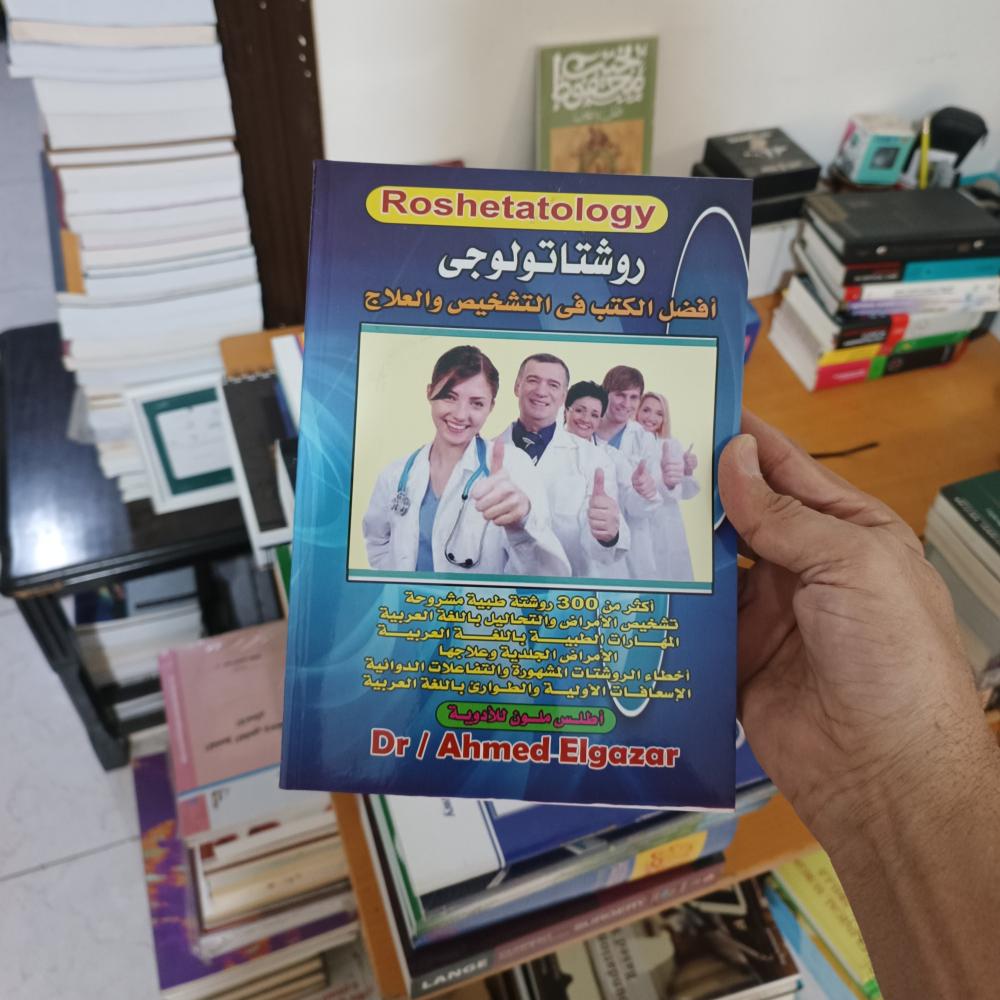 Roshetatology
روشتاتولوجى
أفضل الكتب فى التشخيص والعلاج
أكثر من 300 روشتة طبية مشروحة
تشخيص الأمراض والتحاليل باللغة العربية
المهارات الطبية باللغة العربية
الأمراض الجلدية وعلاجها
أخطاء الروشتات المشهورة والتفاعلات الدوائية
الإسعافات الأولية والطوارئ باللغة العربية
أطلس ملون للأدوية
Dr / Ahmed Elgazar
LANGE